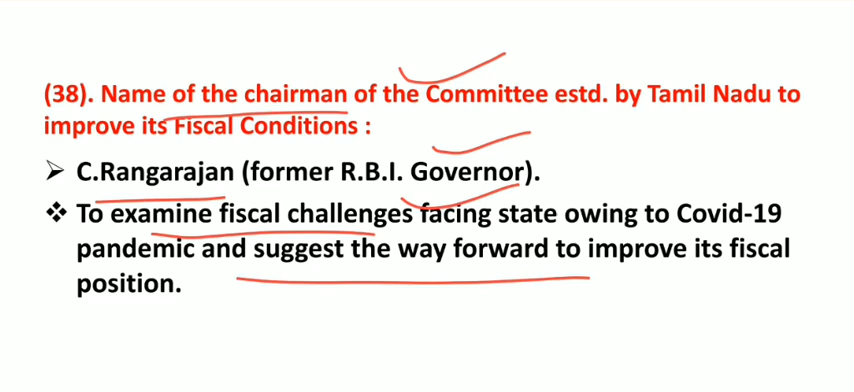 (38). Name of the chairman of the Committee estd. by Tamil Nadu to
improve its Fiscal Conditions :
➢ C.Rangarajan (former R.B.I. Governor).
❖ To examine fiscal challenges facing state owing to Covid-19
pandemic and suggest the way forward to improve its fiscal
position.